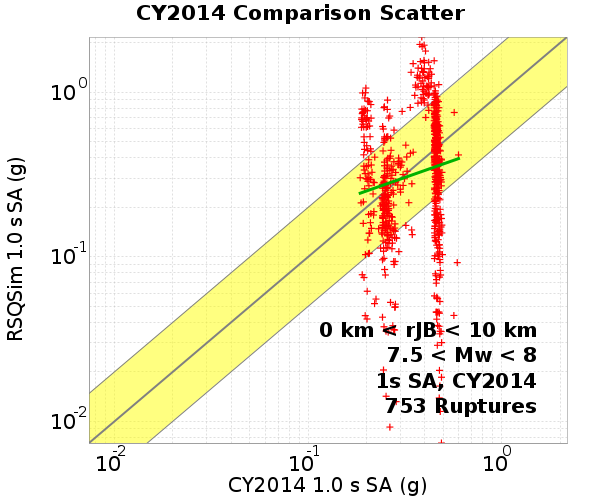 CY2014 Comparison Scatter
RSQSim 1.0 s SA (g)
10⁰
10⁻¹
10⁻²
0 km < rJB < 10 km
7.5 < Mw < 8
1s SA, CY2014
753 Ruptures
10⁻² 10⁻¹ 10⁰
CY2014 1.0 s SA (g)